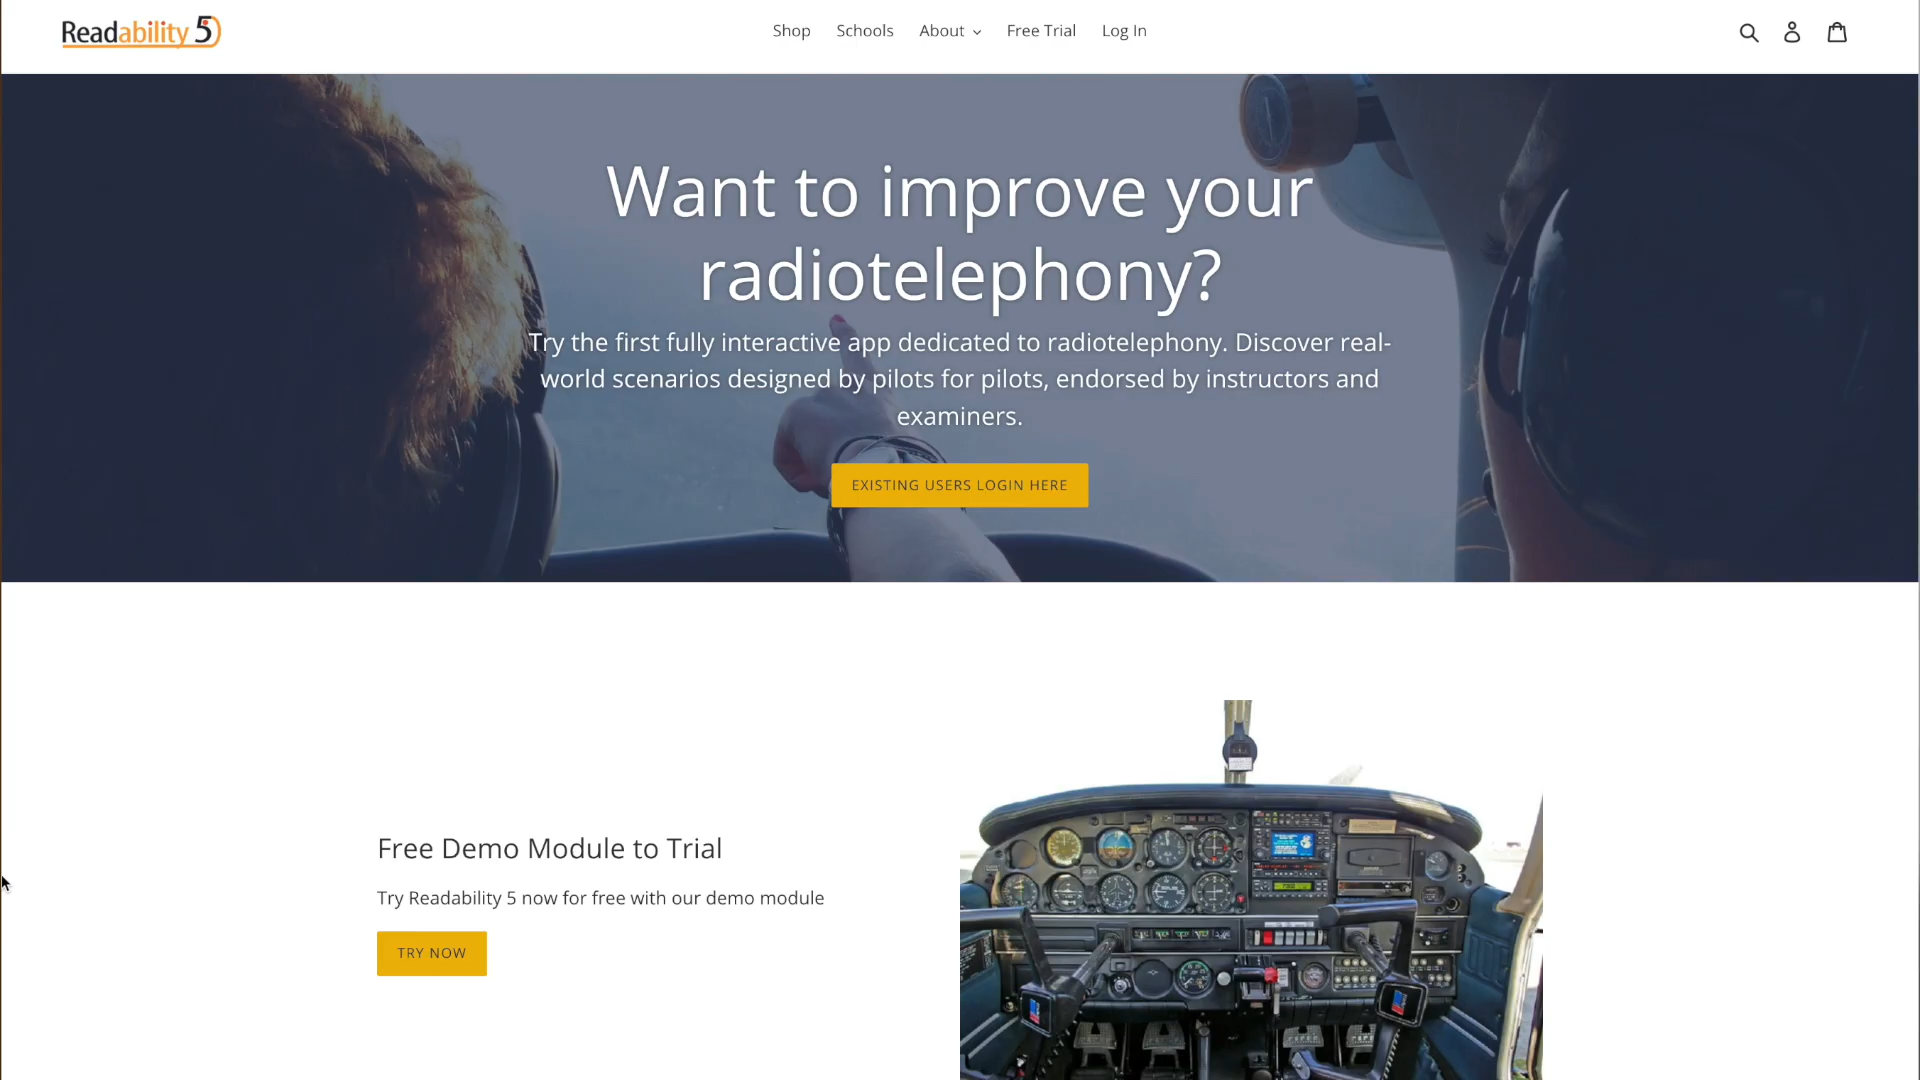 Readability 5
Shop Schools About Free Trial Log In
Want to improve your
radiotelephony?
Try the first fully interactive app dedicated to radiotelephony. Discover real-
world scenarios designed by pilots for pilots, endorsed by instructors and
examiners.
EXISTING USERS LOGIN HERE
Free Demo Module to Trial
Try Readability 5 now for free with our demo module
TRY NOW